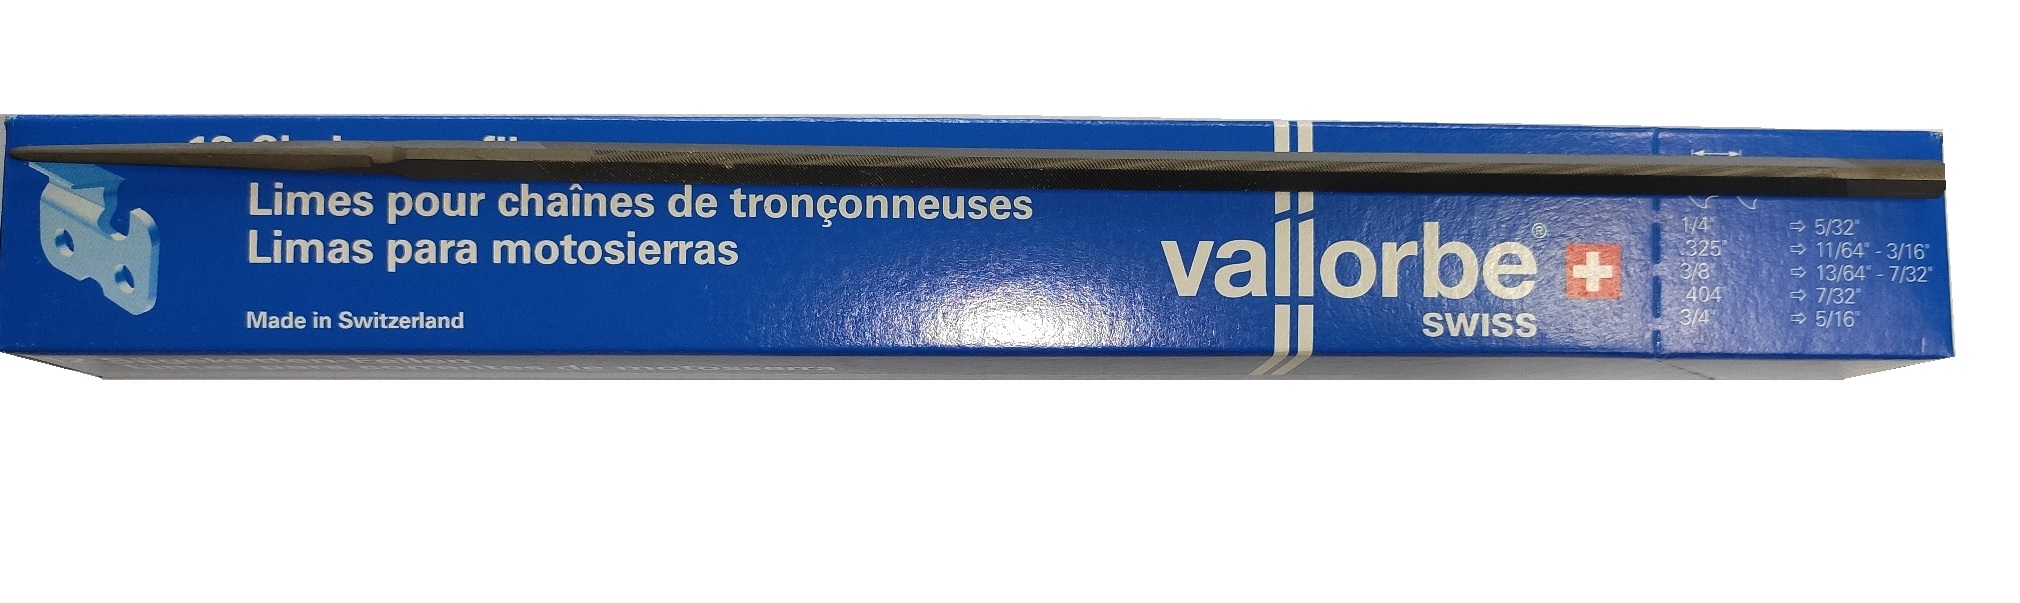 Limes pour chaînes de tronçonneuses
Limas para motosierras
Made in Switzerland
vallorbe®
SWISS
1/4" ⇨ 5/32"
.325" ⇨ 11/64" - 3/16"
3/8" ⇨ 13/64" - 7/32"
.404" ⇨ 7/32"
3/4" ⇨ 5/16"